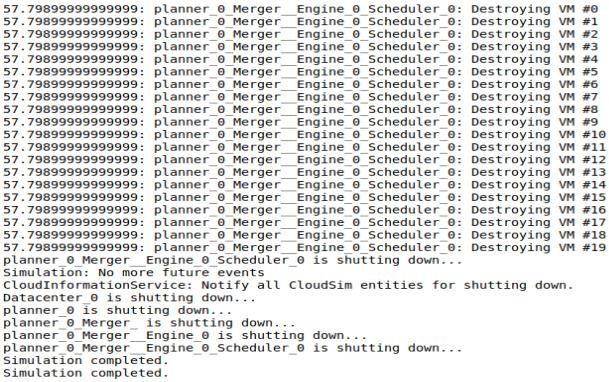 57.79899999999999: planner_0_Merger__Engine_0_Scheduler_0: Destroying VM #0
57.79899999999999: planner_0_Merger__Engine_0_Scheduler_0: Destroying VM #1
57.79899999999999: planner_0_Merger__Engine_0_Scheduler_0: Destroying VM #2
57.79899999999999: planner_0_Merger__Engine_0_Scheduler_0: Destroying VM #3
57.79899999999999: planner_0_Merger__Engine_0_Scheduler_0: Destroying VM #4
57.79899999999999: planner_0_Merger__Engine_0_Scheduler_0: Destroying VM #5
57.79899999999999: planner_0_Merger__Engine_0_Scheduler_0: Destroying VM #6
57.79899999999999: planner_0_Merger__Engine_0_Scheduler_0: Destroying VM #7
57.79899999999999: planner_0_Merger__Engine_0_Scheduler_0: Destroying VM #8
57.79899999999999: planner_0_Merger__Engine_0_Scheduler_0: Destroying VM #9
57.79899999999999: planner_0_Merger__Engine_0_Scheduler_0: Destroying VM #10
57.79899999999999: planner_0_Merger__Engine_0_Scheduler_0: Destroying VM #11
57.79899999999999: planner_0_Merger__Engine_0_Scheduler_0: Destroying VM #12
57.79899999999999: planner_0_Merger__Engine_0_Scheduler_0: Destroying VM #13
57.79899999999999: planner_0_Merger__Engine_0_Scheduler_0: Destroying VM #14
57.79899999999999: planner_0_Merger__Engine_0_Scheduler_0: Destroying VM #15
57.79899999999999: planner_0_Merger__Engine_0_Scheduler_0: Destroying VM #16
57.79899999999999: planner_0_Merger__Engine_0_Scheduler_0: Destroying VM #17
57.79899999999999: planner_0_Merger__Engine_0_Scheduler_0: Destroying VM #18
57.79899999999999: planner_0_Merger__Engine_0_Scheduler_0: Destroying VM #19
planner_0_Merger__Engine_0_Scheduler_0 is shutting down...
Simulation: No more future events
CloudInformationService: Notify all CloudSim entities for shutting down.
Datacenter_0 is shutting down...
planner_0 is shutting down...
planner_0_Merger_ is shutting down...
planner_0_Merger__Engine_0 is shutting down...
planner_0_Merger__Engine_0_Scheduler_0 is shutting down...
Simulation completed.
Simulation completed.